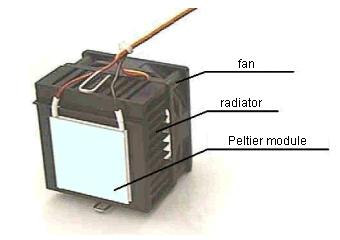 fan
radiator
Peltier module